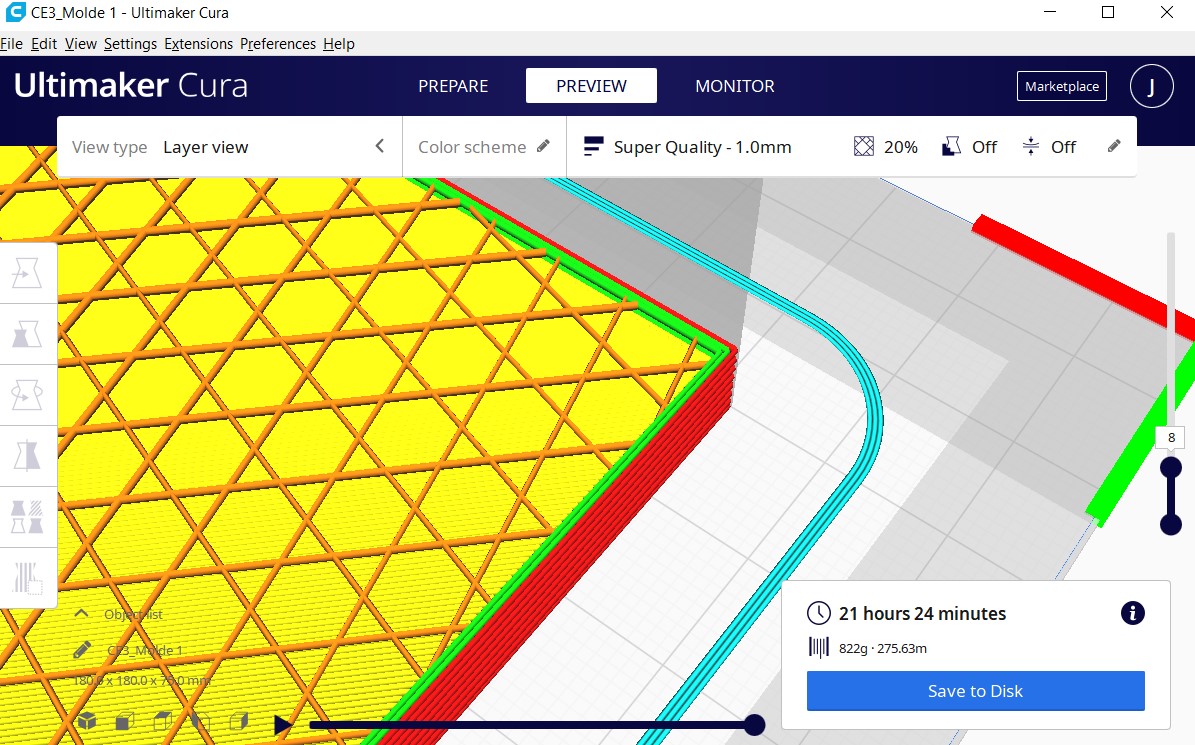 CE3_Molde 1 - Ultimaker Cura
File Edit View Settings Extensions Preferences Help
Ultimaker Cura
PREPARE
PREVIEW
MONITOR
Marketplace
J
View type Layer view
Color scheme
Super Quality - 1.0mm
20%
Off
Off
8
Object list
CE3_Molde 1
180.0 x 180.0 x 75.0 mm
21 hours 24 minutes
822g · 275.63m
Save to Disk